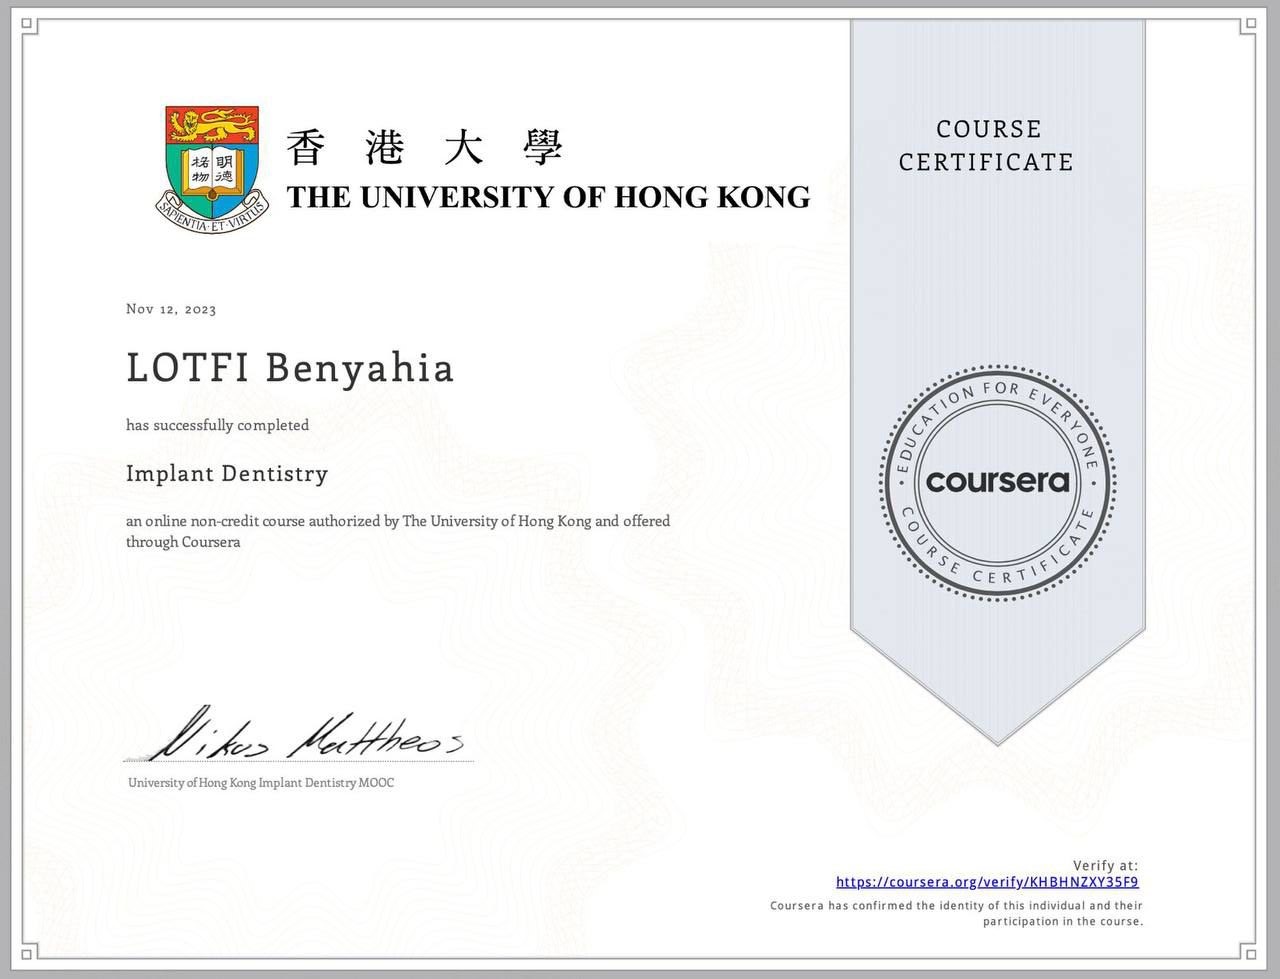 香港大學
THE UNIVERSITY OF HONG KONG
格物
明德
SAPIENTIA·ET·VIRTUS
COURSE
CERTIFICATE
Nov 12, 2023
LOTFI Benyahia
has successfully completed
Implant Dentistry
an online non-credit course authorized by The University of Hong Kong and offered
through Coursera
EDUCATION FOR EVERYONE
coursera
COURSE CERTIFICATE
Nikos Mattheos
University of Hong Kong Implant Dentistry MOOC
Verify at:
https://coursera.org/verify/KHBHNZXY35F9
Coursera has confirmed the identity of this individual and their
participation in the course.